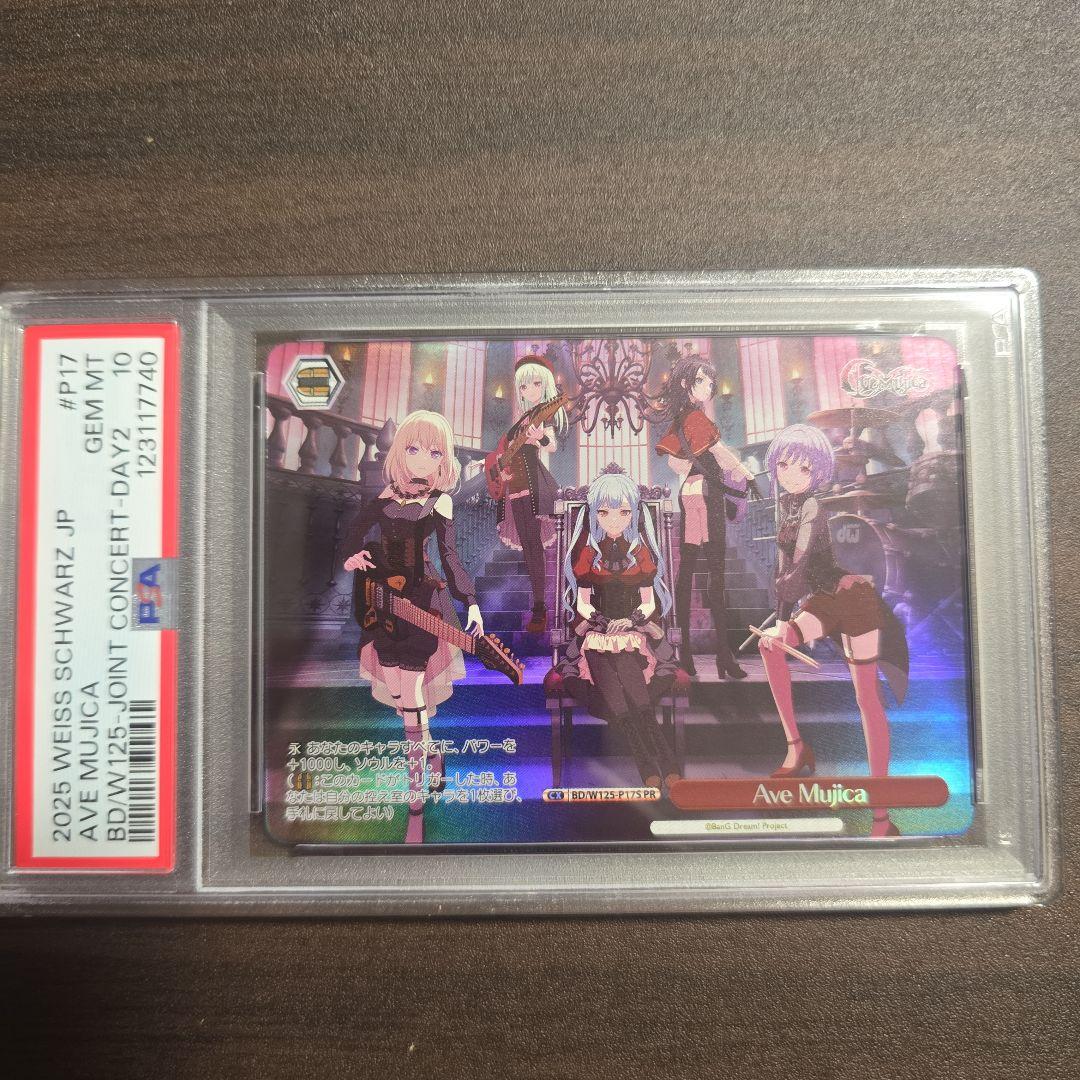 2025 WEISS SCHWARZ JP #P17
AVE MUJICA GEM MT
BD/W125-JOINT CONCERT-DAY2 10
123117740
PSA
Ave Mujica
dw
永 あなたのキャラすべてに、パワーを
+1000し、ソウルを+1。
(:このカードがトリガーした時、あ
なたは自分の控え室のキャラを1枚選び、
手札に戻してよい)
CX BD/W125-P17S PR
Ave Mujica
©BanG Dream! Project